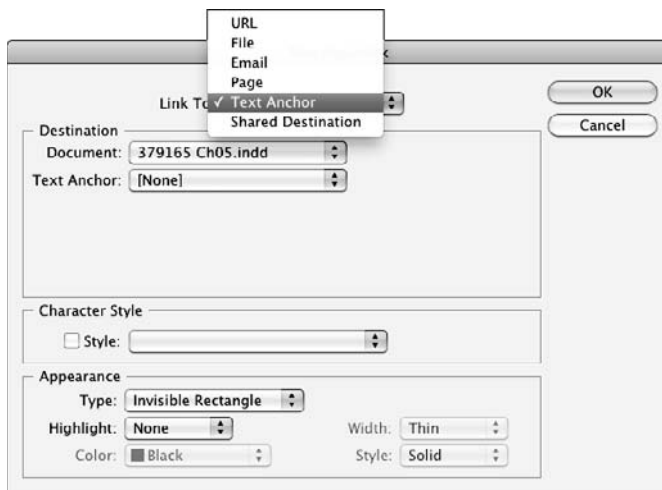 URL
File
Email
Page
Link To ✓ Text Anchor
Shared Destination
OK
Cancel
Destination
Document: 379165 Ch05.indd
Text Anchor: [None]
Character Style
Style:
Appearance
Type: Invisible Rectangle
Highlight: None
Width: Thin
Color: Black
Style: Solid